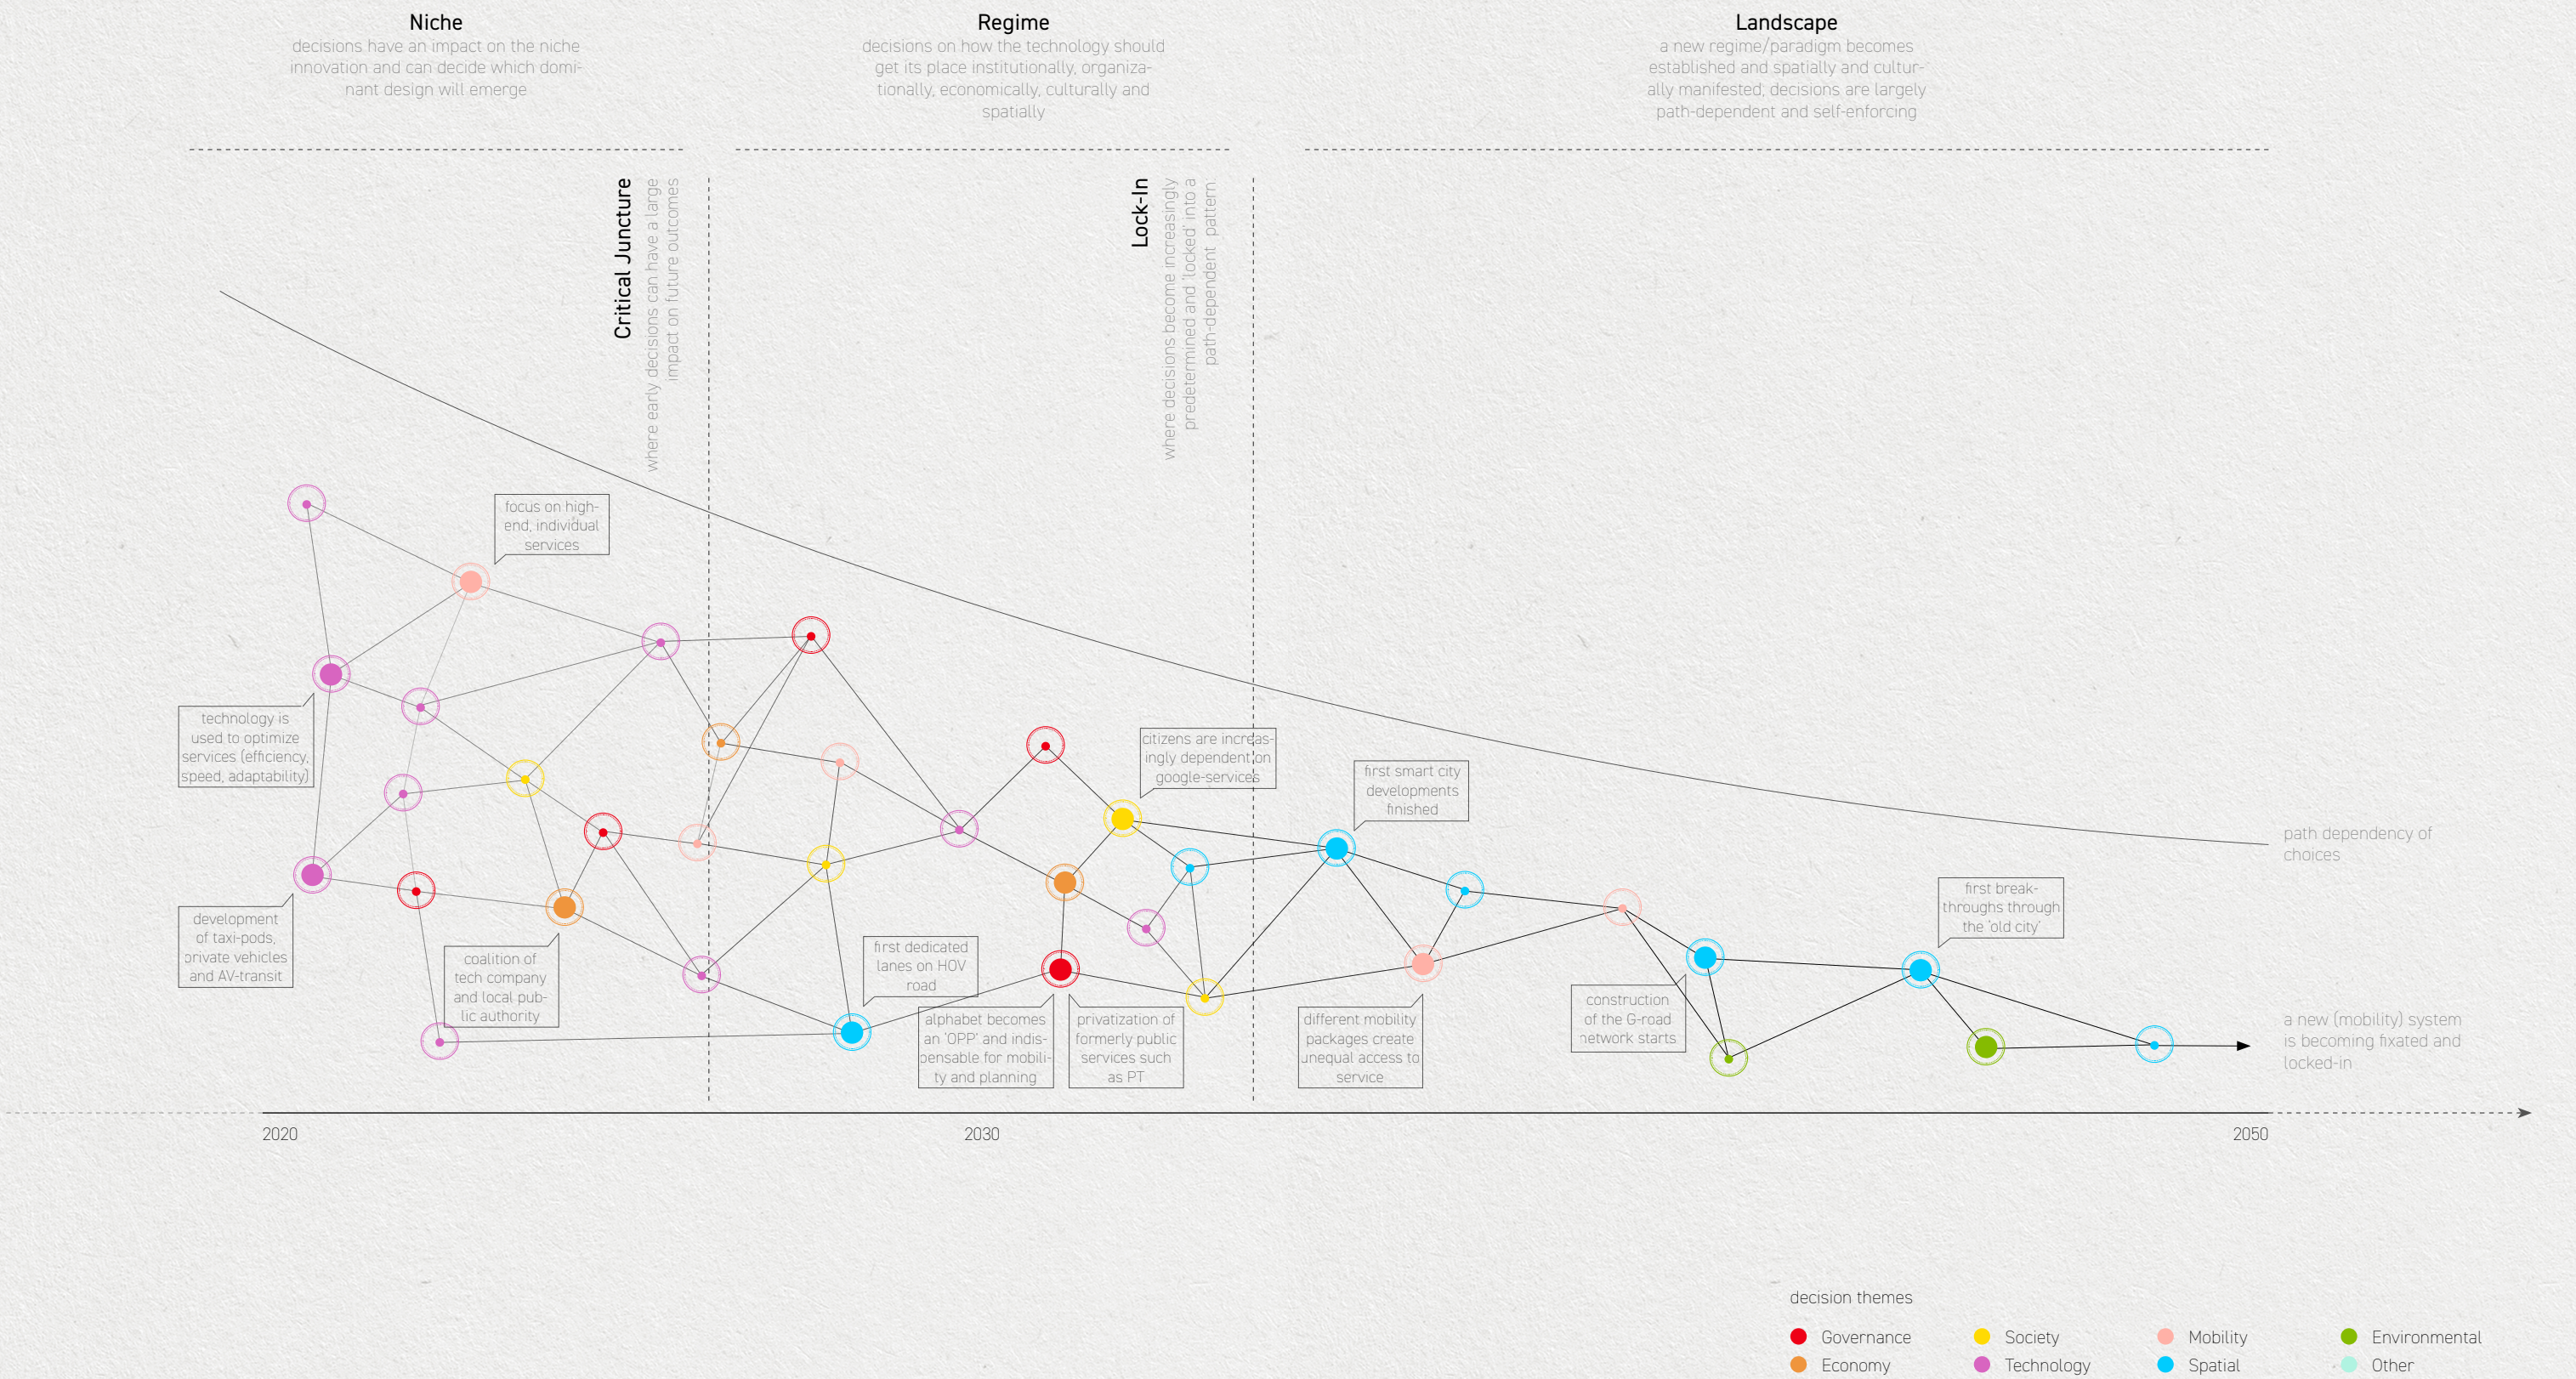 Niche
decisions have an impact on the niche
innovation and can decide which domi-
nant design will emerge
Regime
decisions on how the technology should
get its place institutionally, organiza-
tionally, economically, culturally and
spatially
Landscape
a new regime/paradigm becomes
established and spatially and cultur-
ally manifested; decisions are largely
path-dependent and self-enforcing
Critical Juncture
where early decisions can have a large
impact on future outcomes
Lock-In
where decisions become increasingly
predetermined and 'locked' into a
path-dependent pattern.
focus on high-
end, individual
services
technology is
used to optimize
services (efficiency,
speed, adaptability)
development
of taxi-pods,
private vehicles
and AV-transit
coalition of
tech company
and local pub-
lic authority
first dedicated
lanes on HOV
road
alphabet becomes
an 'OPP' and indis-
pensable for mobili-
ty and planning
privatization of
formerly public
services such
as PT
citizens are increas-
ingly dependent on
google-services
first smart city
developments
finished
different mobility
packages create
unequal access to
service
construction
of the G-road
network starts
first break-
throughs through
the 'old city'
path dependency of
choices
a new (mobility) system
is becoming fixated and
locked-in
2020
2030
2050
decision themes
Governance
Society
Mobility
Environmental
Economy
Technology
Spatial
Other